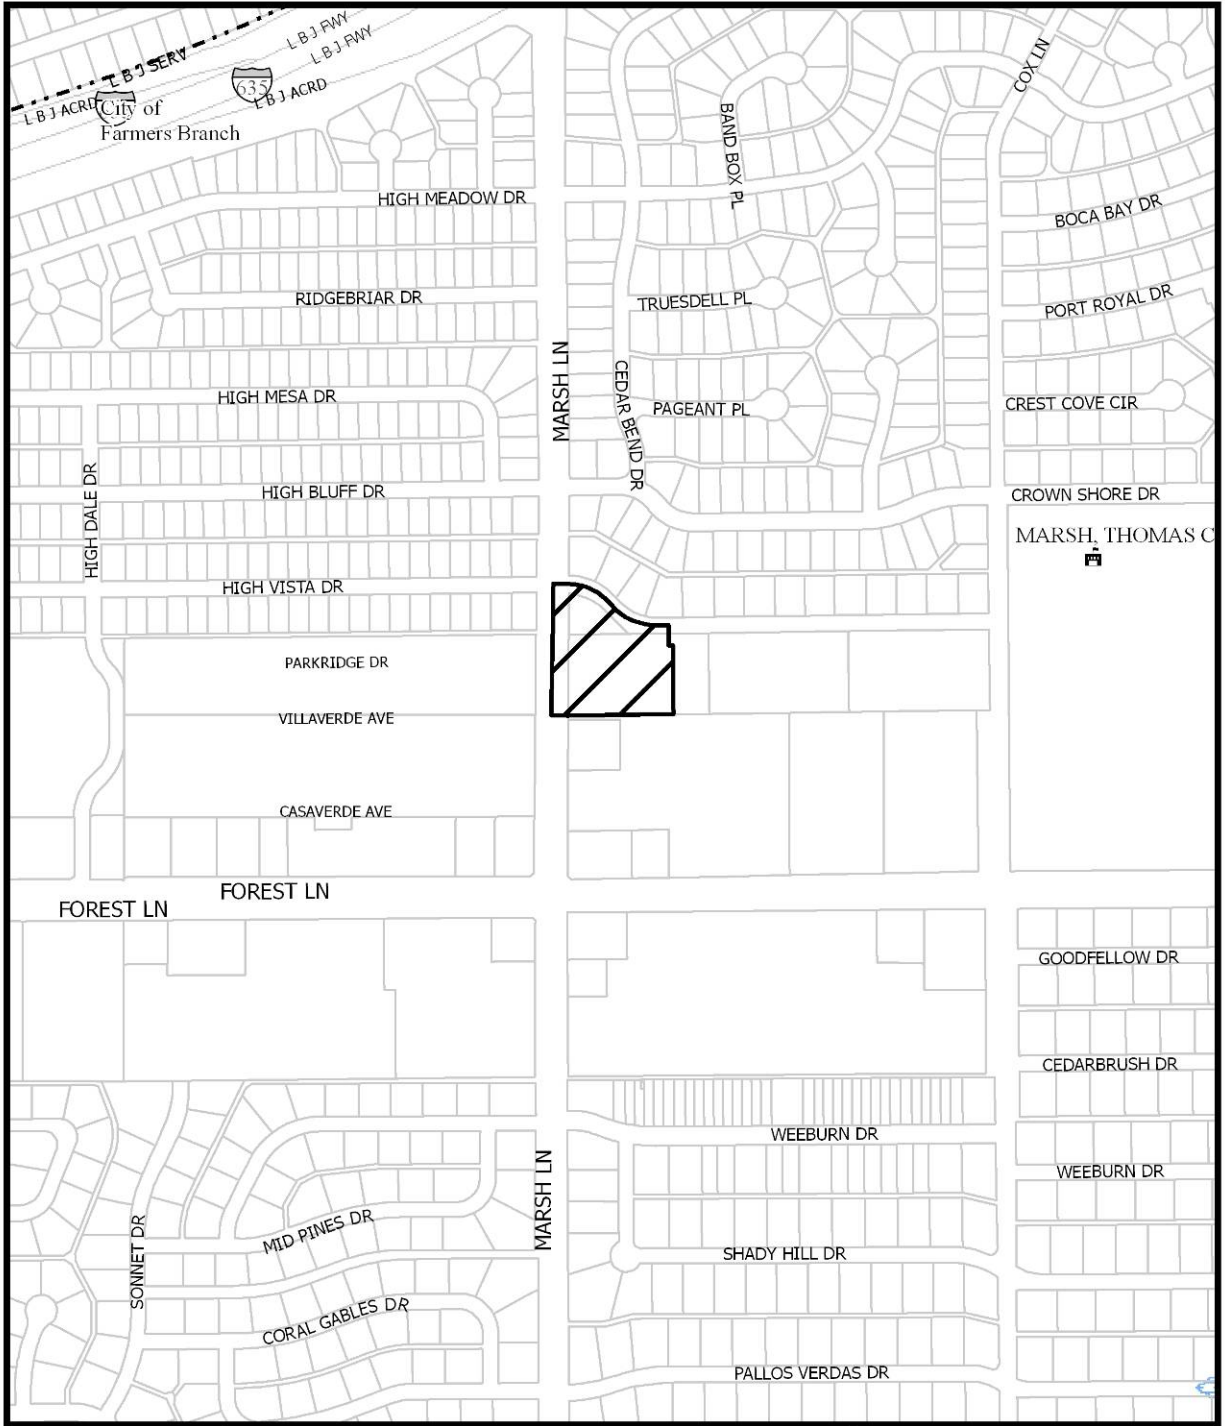 L B J FWY
L B J FWY
L B J SERV
635
L B J ACRD
L B J ACRD
City of
Farmers Branch
COX LN
BAND BOX PL
HIGH MEADOW DR
BOCA BAY DR
RIDGEBRIAR DR
TRUESDELL PL
PORT ROYAL DR
MARSH LN
CEDAR BEND DR
HIGH MESA DR
PAGEANT PL
CREST COVE CIR
HIGH DALE DR
HIGH BLUFF DR
CROWN SHORE DR
MARSH, THOMAS C
HIGH VISTA DR
PARKRIDGE DR
VILLAVERDE AVE
CASAVERDE AVE
FOREST LN
FOREST LN
GOODFELLOW DR
CEDARBRUSH DR
WEEBURN DR
MARSH LN
WEEBURN DR
SONNET DR
MID PINES DR
SHADY HILL DR
CORAL GABLES DR
PALLOS VERDAS DR